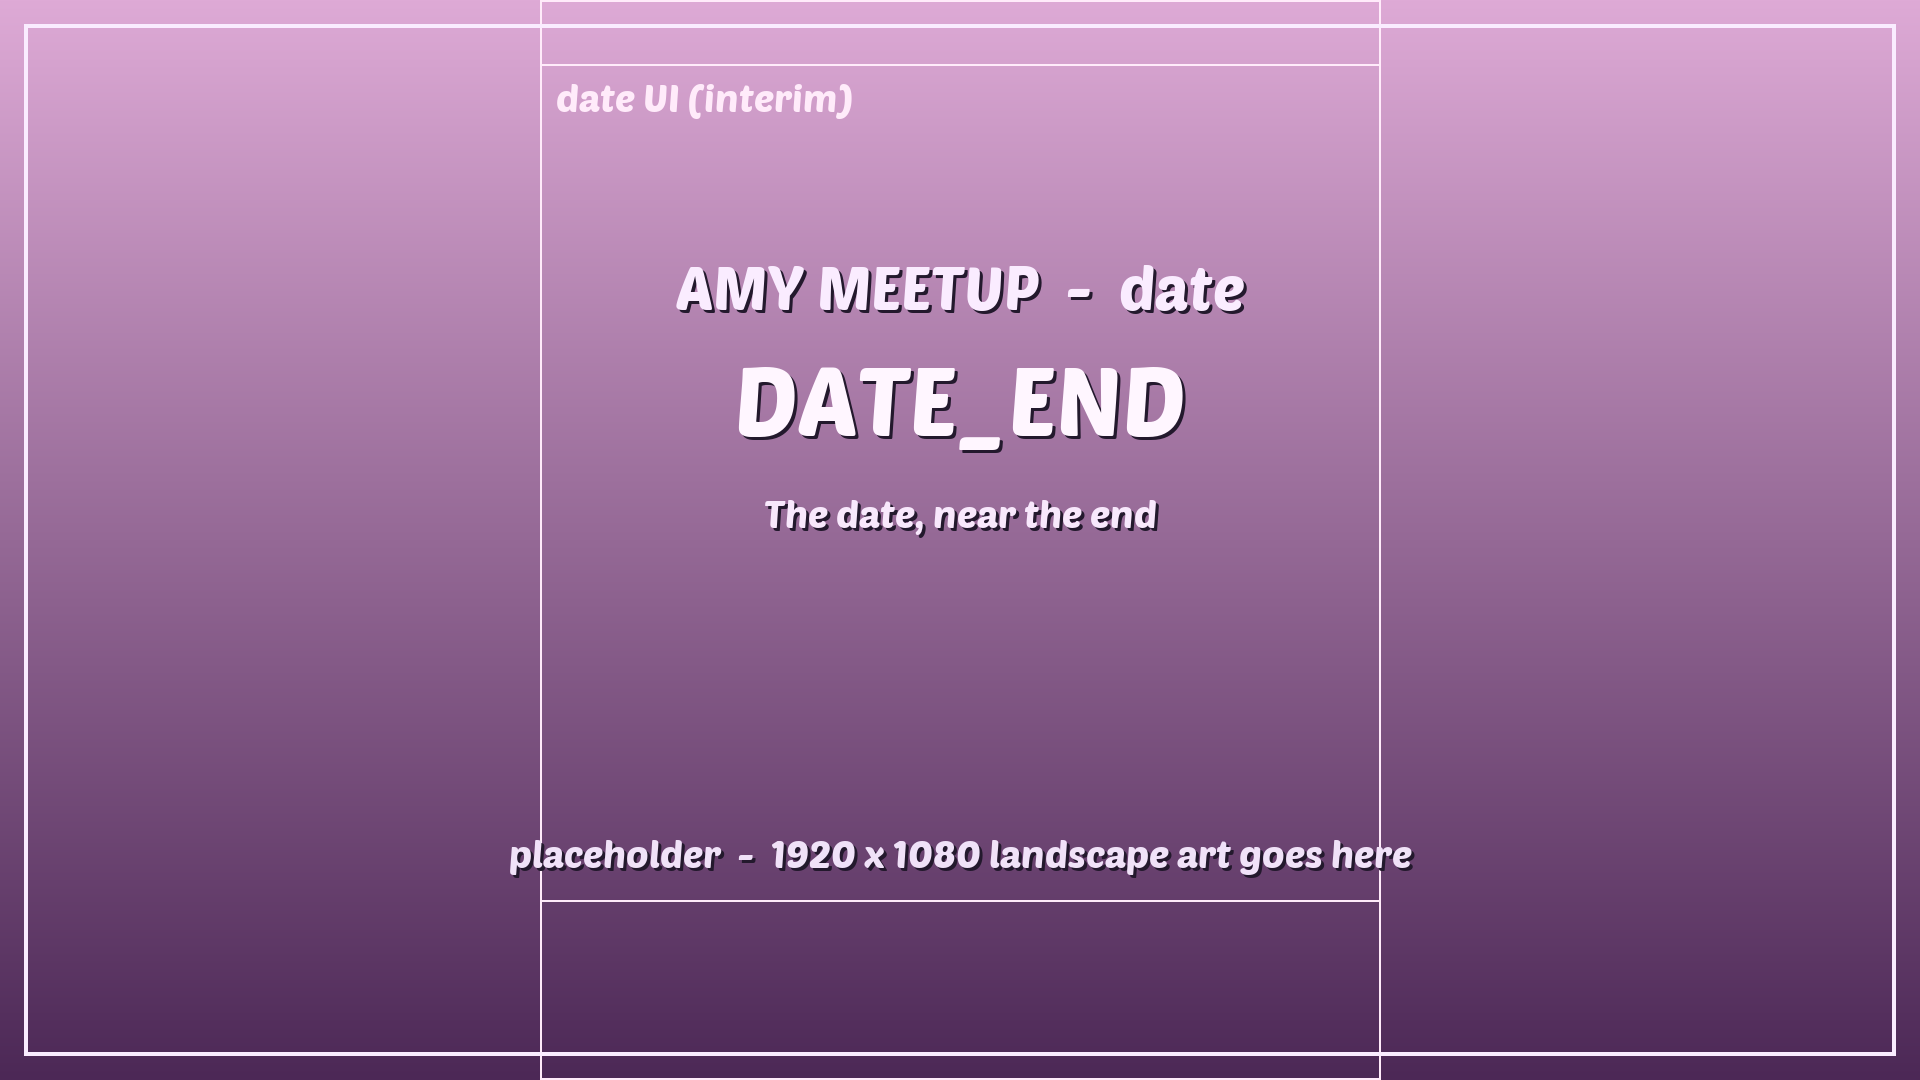 date UI (interim)
AMY MEETUP - date
DATE_END
The date, near the end
placeholder - 1920 x 1080 landscape art goes here